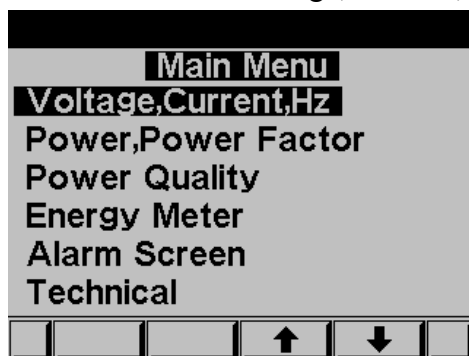 Main Menu
Voltage,Current,Hz
Power,Power Factor
Power Quality
Energy Meter
Alarm Screen
Technical